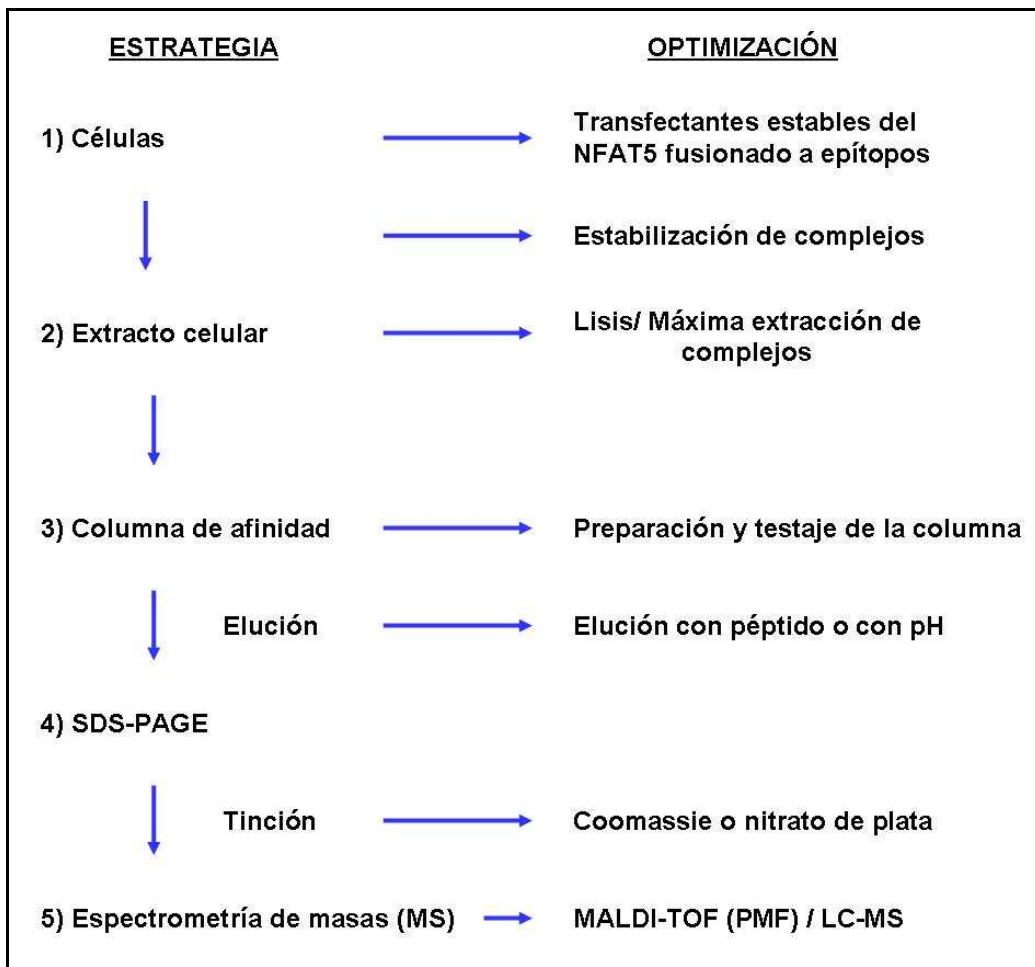 ESTRATEGIA
OPTIMIZACIÓN
1) Células
Transfectantes estables del
NFAT5 fusionado a epítopos
Estabilización de complejos
2) Extracto celular
Lisis/ Máxima extracción de
complejos
3) Columna de afinidad
Preparación y testaje de la columna
Elución
Elución con péptido o con pH
4) SDS-PAGE
Tinción
Coomassie o nitrato de plata
5) Espectrometría de masas (MS)
MALDI-TOF (PMF) / LC-MS